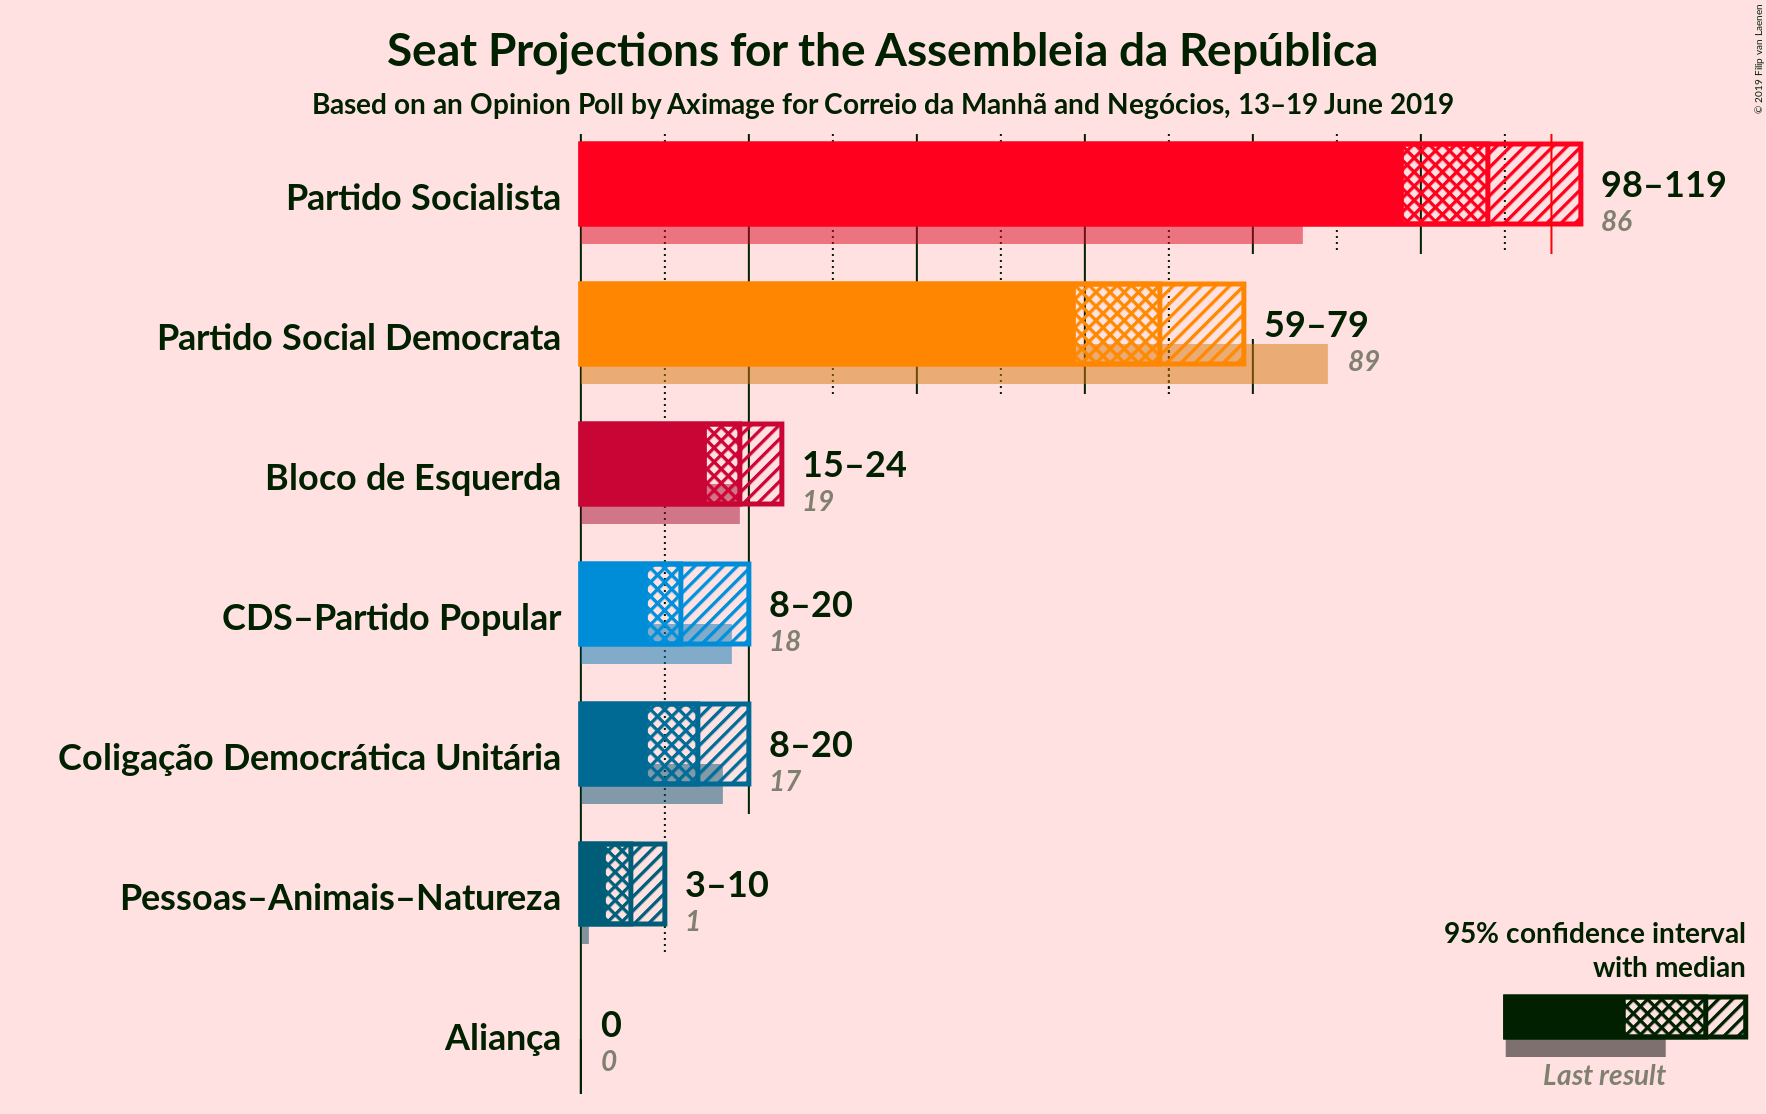 Seat Projections for the Assembleia da República
Based on an Opinion Poll by Aximage for Correio da Manhã and Negócios, 13–19 June 2019
© 2019 Filip van Laenen
Partido Socialista
98–119
86
Partido Social Democrata
59–79
89
Bloco de Esquerda
15–24
19
CDS–Partido Popular
8–20
18
Coligação Democrática Unitária
8–20
17
Pessoas–Animais–Natureza
3–10
1
Aliança
0
0
95% confidence interval
with median
Last result